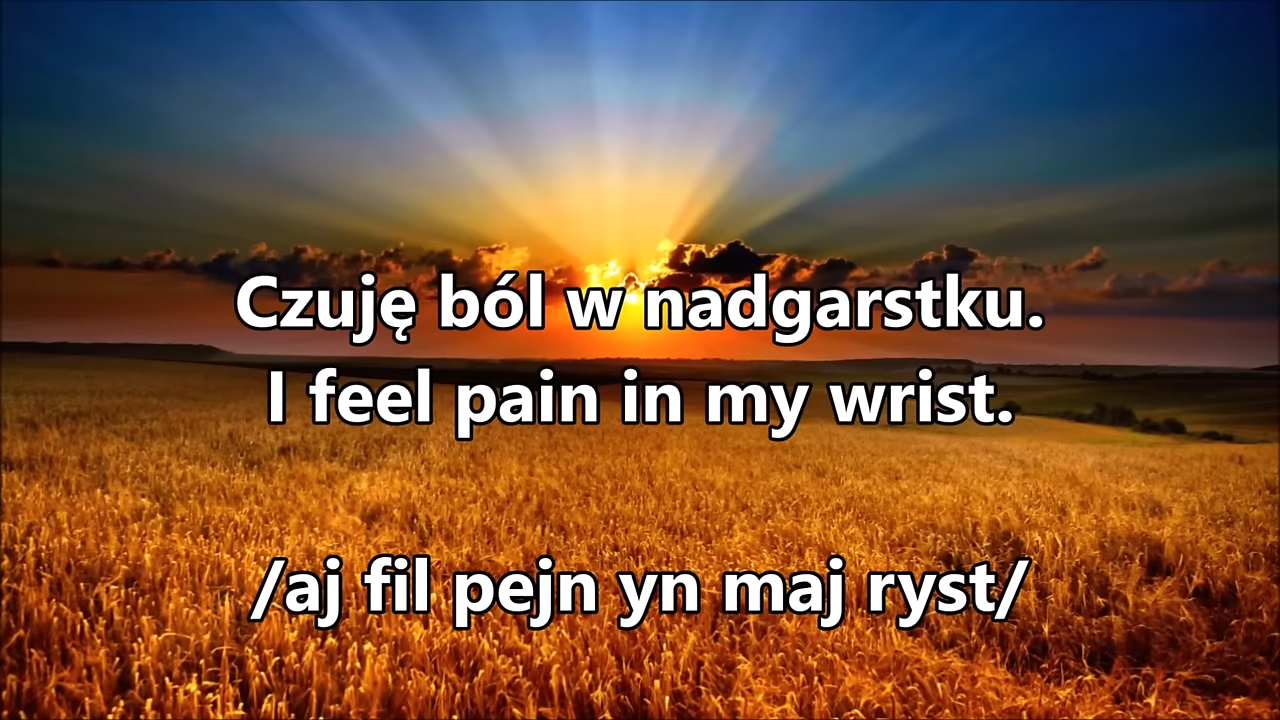 Czuję ból w nadgarstku.
I feel pain in my wrist.
/aj fil pejn yn maj ryst/